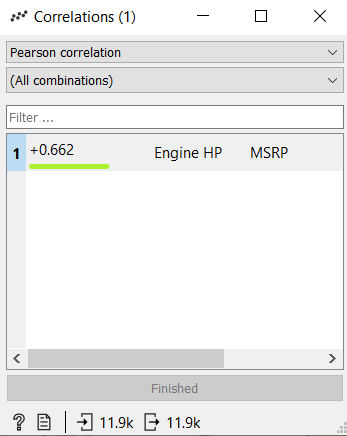 Correlations (1)
Pearson correlation
(All combinations)
Filter ...
1 +0.662 Engine HP MSRP
Finished
? 11.9k 11.9k